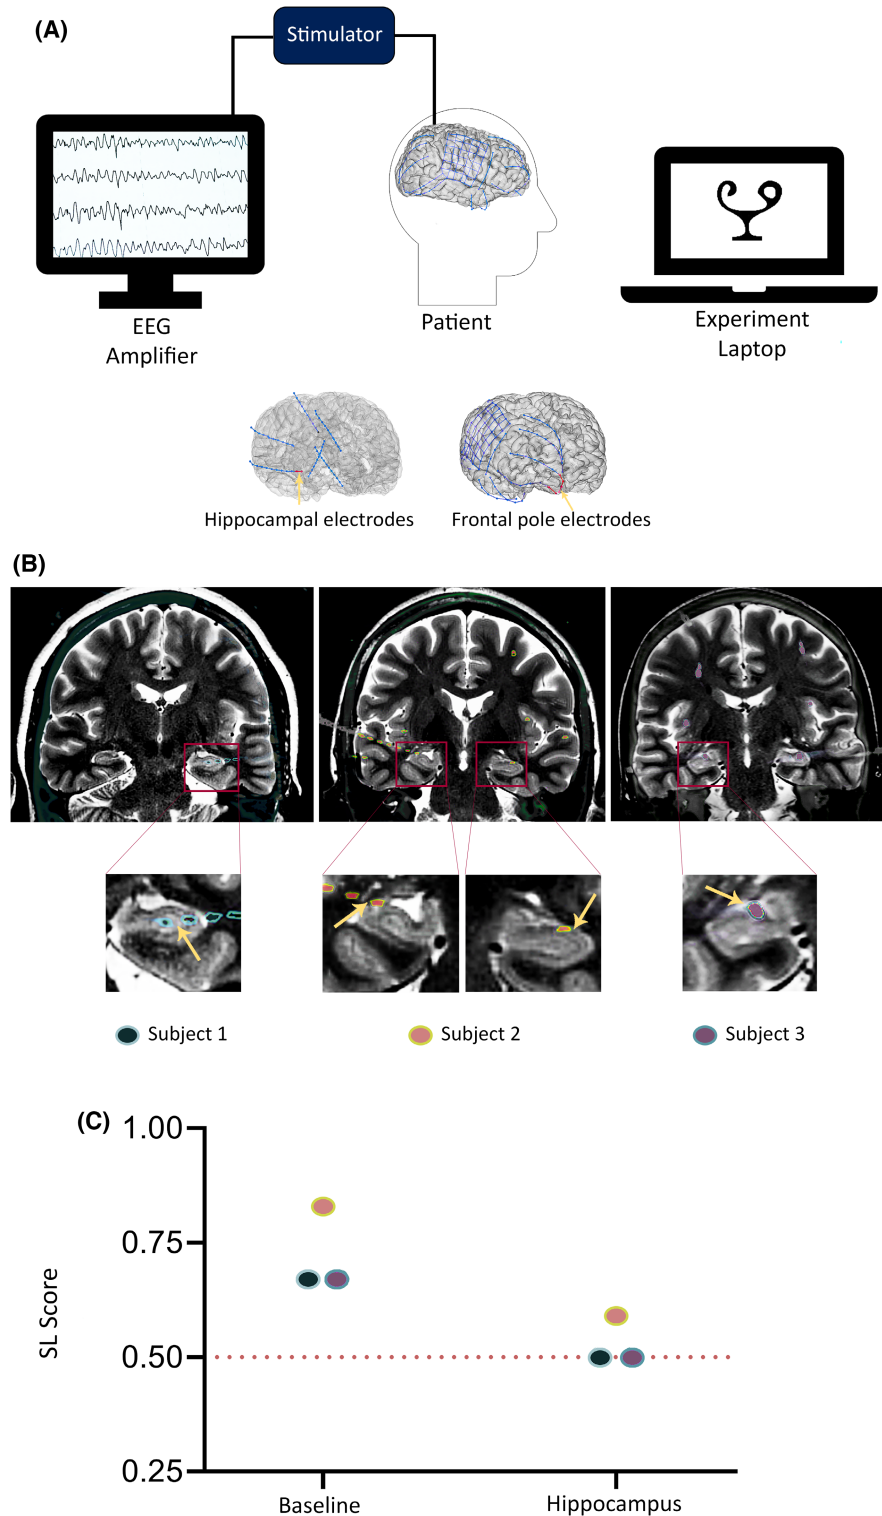 (A)
Stimulator
EEG
Amplifier
Patient
Experiment
Laptop
Hippocampal electrodes
Frontal pole electrodes
(B)
Subject 1
Subject 2
Subject 3
(C)
1.00
0.75
0.50
0.25
SL Score
Baseline
Hippocampus